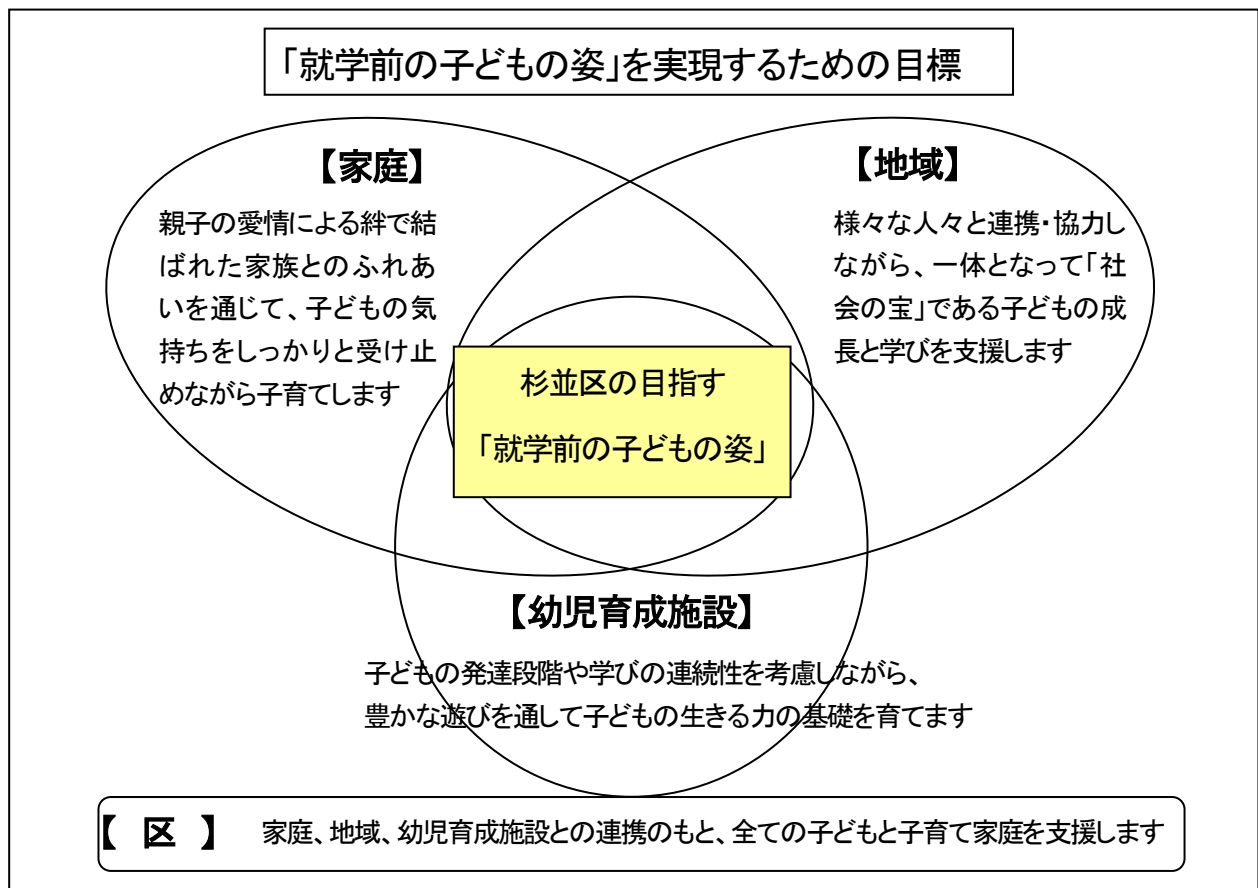 「就学前の子どもの姿」を実現するための目標
【家庭】
親子の愛情による絆で結
ばれた家族とのふれあ
いを通じて、子どもの気
持ちをしっかりと受け止
めながら子育てします
【地域】
様々な人々と連携・協力し
ながら、一体となって「社
会の宝」である子どもの成
長と学びを支援します
杉並区の目指す
「就学前の子どもの姿」
【幼児育成施設】
子どもの発達段階や学びの連続性を考慮しながら、
豊かな遊びを通して子どもの生きる力の基礎を育てます
【 区 】 家庭、地域、幼児育成施設との連携のもと、全ての子どもと子育て家庭を支援します